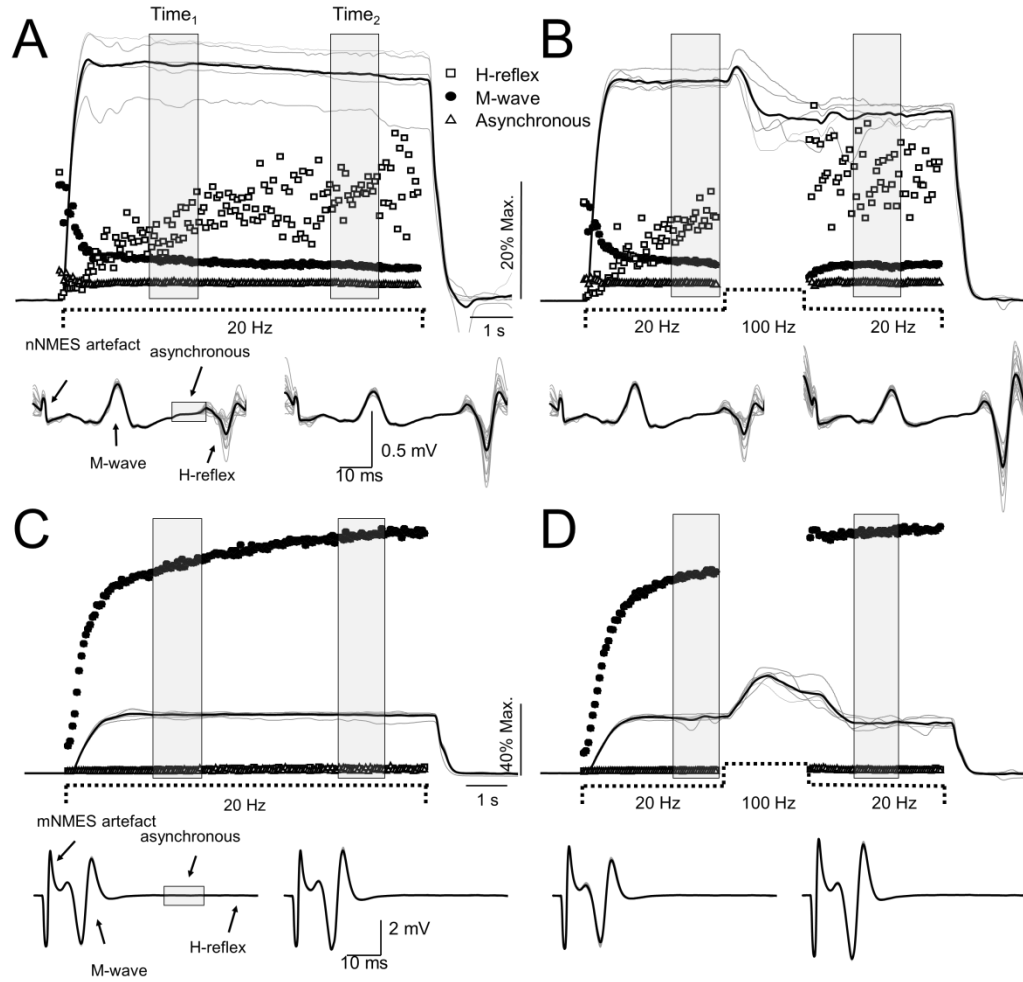 A
Time1
Time2
B
H-reflex
M-wave
Asynchronous
20% Max.
1 s
20 Hz
20 Hz
100 Hz
20 Hz
nNMES artefact
asynchronous
M-wave
H-reflex
0.5 mV
10 ms
C
D
40% Max.
1 s
20 Hz
20 Hz
100 Hz
20 Hz
mNMES artefact
asynchronous
M-wave
H-reflex
2 mV
10 ms